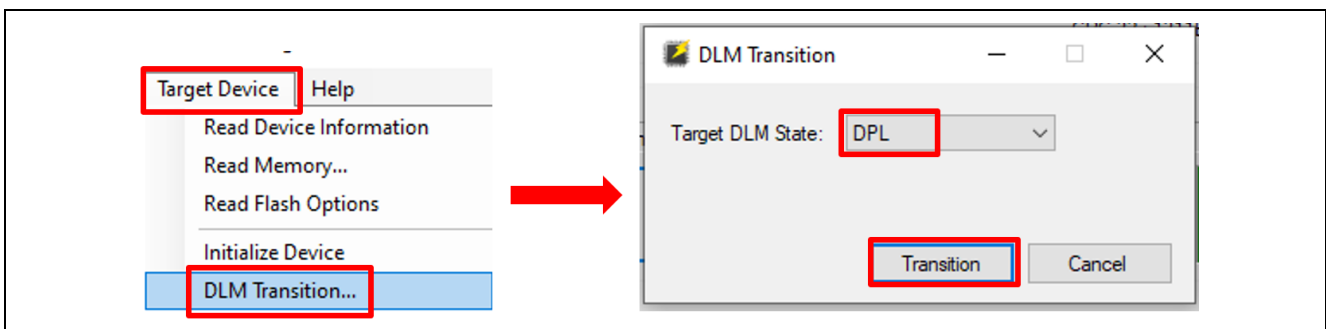 Target Device Help
Read Device Information
Read Memory...
Read Flash Options
Initialize Device
DLM Transition...
DLM Transition
Target DLM State: DPL
Transition Cancel